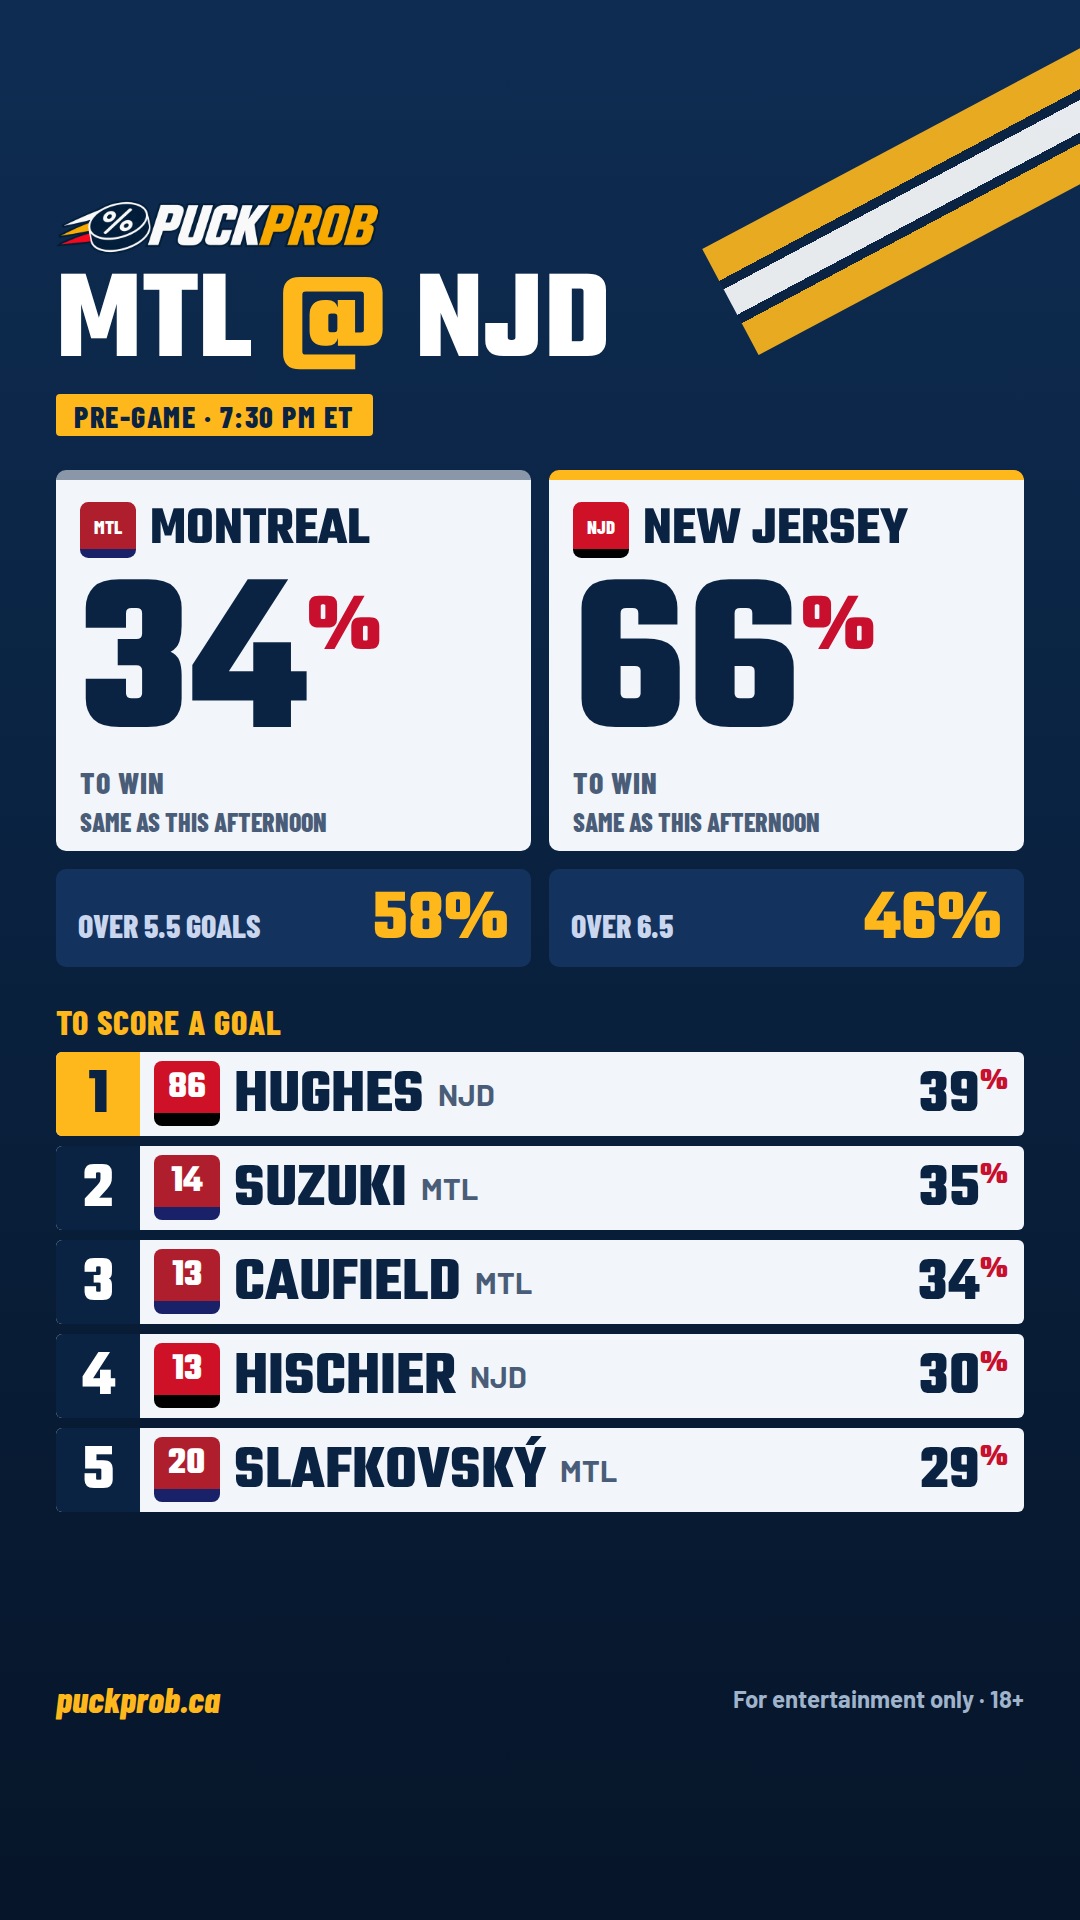 % PUCKPROB
MTL @ NJD
PRE-GAME · 7:30 PM ET
MTL MONTREAL
34%
TO WIN
SAME AS THIS AFTERNOON
NJD NEW JERSEY
66%
TO WIN
SAME AS THIS AFTERNOON
OVER 5.5 GOALS 58%
OVER 6.5 46%
TO SCORE A GOAL
1 86 HUGHES NJD 39%
2 14 SUZUKI MTL 35%
3 13 CAUFIELD MTL 34%
4 13 HISCHIER NJD 30%
5 20 SLAFKOVSKÝ MTL 29%
puckprob.ca
For entertainment only · 18+